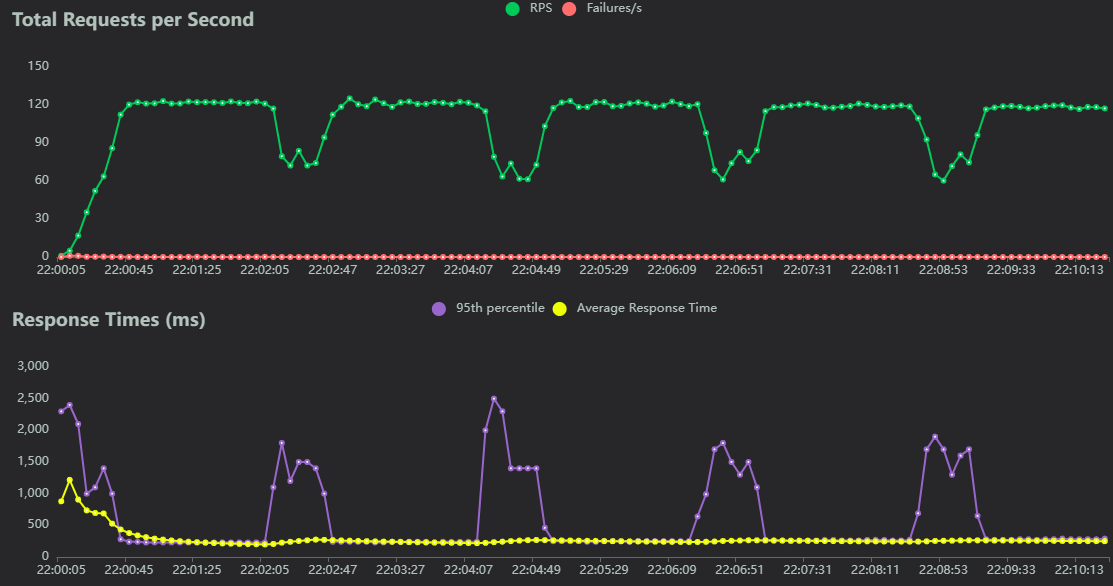 Total Requests per Second
RPS Failures/s
150
120
90
60
30
0
22:00:05 22:00:45 22:01:25 22:02:05 22:02:47 22:03:27 22:04:07 22:04:49 22:05:29 22:06:09 22:06:51 22:07:31 22:08:11 22:08:53 22:09:33 22:10:13
Response Times (ms)
95th percentile Average Response Time
3,000
2,500
2,000
1,500
1,000
500
0
22:00:05 22:00:45 22:01:25 22:02:05 22:02:47 22:03:27 22:04:07 22:04:49 22:05:29 22:06:09 22:06:51 22:07:31 22:08:11 22:08:53 22:09:33 22:10:13